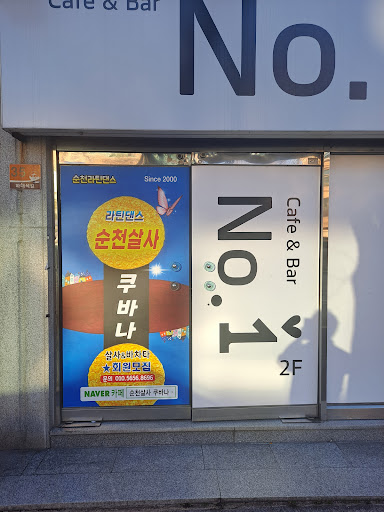 Cafe & Bar
No.
순천라틴댄스
Since 2000
라틴댄스
순천살사
쿠바나
살사&바차타
★회원모집
문의
NAVER 카페
순천살사 쿠바나
Cafe & Bar
No.1
2F